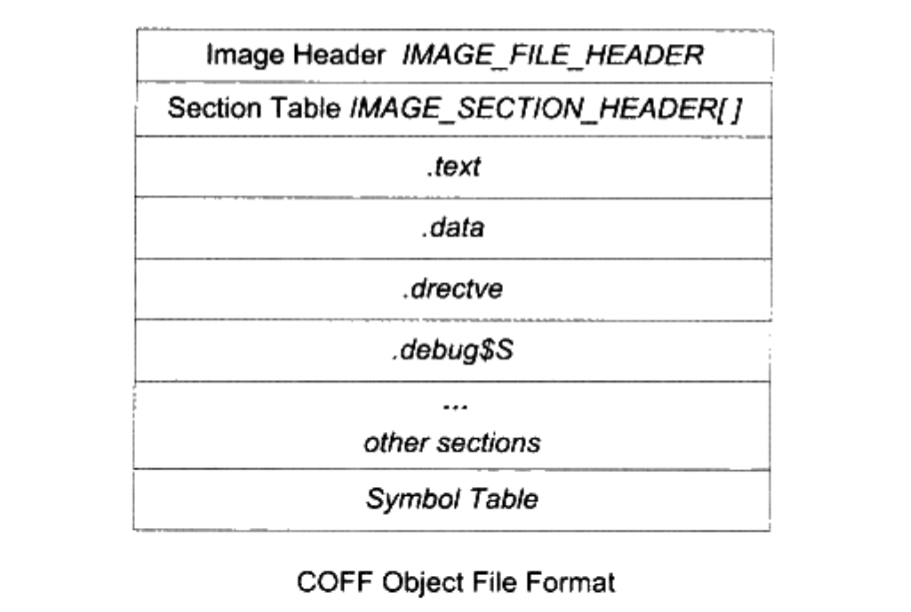 Image Header IMAGE_FILE_HEADER
Section Table IMAGE_SECTION_HEADER[ ]
.text
.data
.drectve
.debug$S
...
other sections
Symbol Table
COFF Object File Format